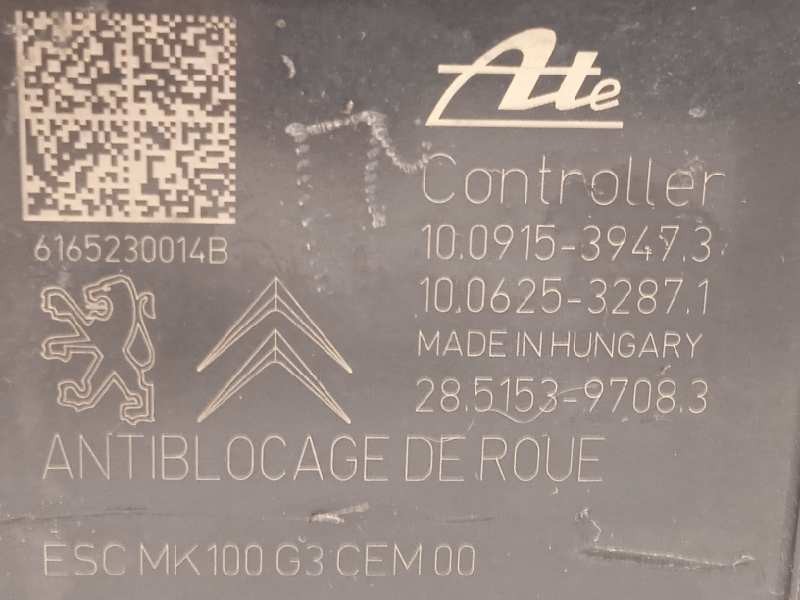 Ate
Controller
10.0915-3947.3
6165230014B
10.0625-3287.1
MADE IN HUNGARY
28.5153-9708.3
ANTIBLOCAGE DE ROUE
ESC MK100 G3 CEM 00